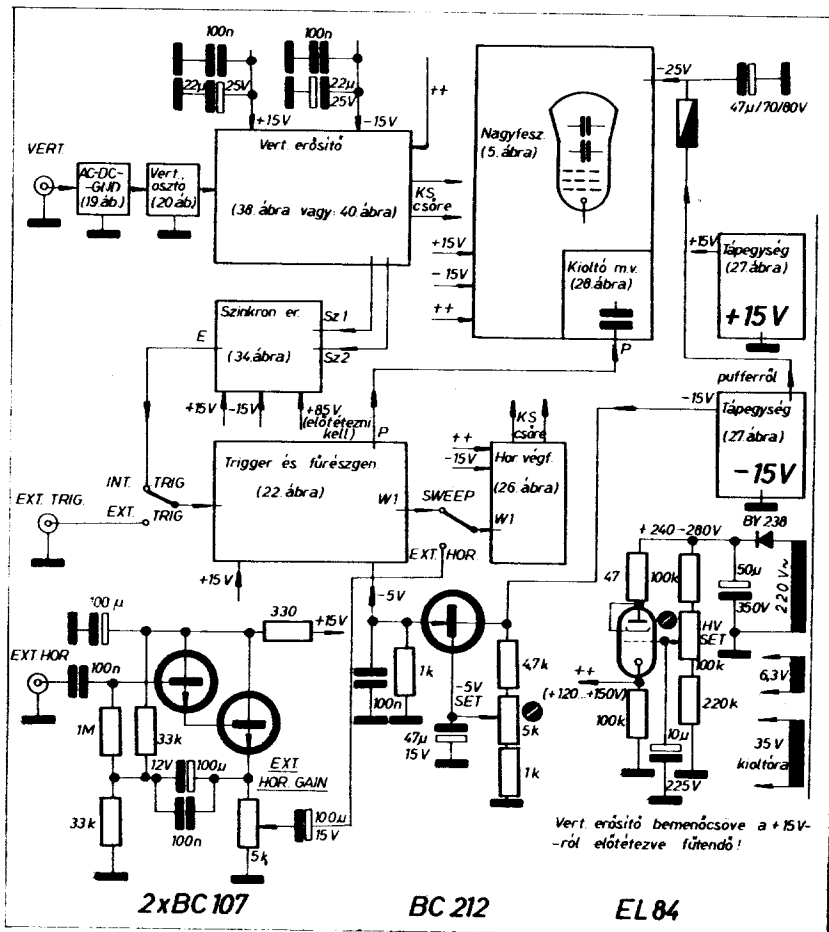 100n
100n
22µ
25V
22µ
25V
++
+15V
-15V
-25V
47µ/70/80V
VERT.
AC-DC-
-GND
(19.áb.)
Vert.
osztó
(20.áb.)
Vert. erősítő
(38.ábra vagy: 40.ábra)
KS
csőre
Nagyfesz.
(5. ábra)
+15V
-15V
++
Kioltó m.v.
(28.ábra)
P
+15V
Tápegység
(27.ábra)
+15V
Szinkron er.
(34.ábra)
E
Sz1
Sz2
+15V
-15V
+85V
(előtétezni
kell)
P
pufferről
-15V
Tápegység
(27.ábra)
-15V
KS
csőre
++
-15V
Hor. végf.
(26.ábra)
W1
Trigger és fűrészgen.
(22.ábra)
W1
SWEEP
EXT. HOR.
INT. TRIG
EXT. TRIG
EXT. TRIG.
+15V
-5V
+240-280V
BY 238
47
100k
50µ
350V
220V~
HV
SET
100k
6,3V
++
(+120...+150V)
100k
220k
10µ
225V
35V
kioltóra
100µ
330
+15V
EXT.HOR
100n
1M
33k
12V
100µ
100n
33k
EXT.
HOR. GAIN
5k
100µ
15V
1k
100n
-5V
SET
47µ
15V
4,7k
5k
1k
Vert. erősítő bemenőcsöve a +15V-
-ról előtétezve fűtendő!
2xBC107
BC 212
EL84